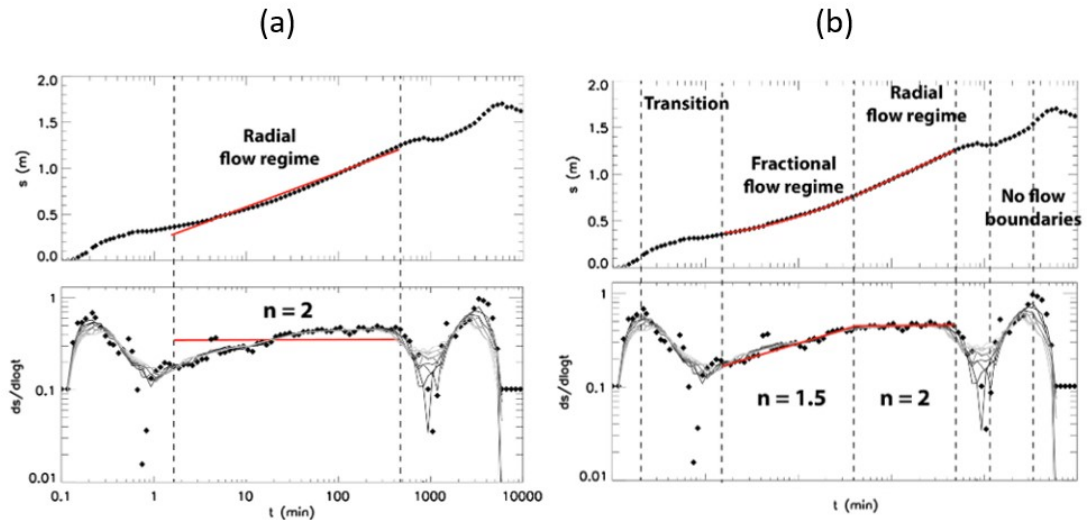 (a)
(b)
2.0
1.5
1.0
0.5
0.0
s (m)
Radial
flow regime
1
0.1
0.01
ds/dlogt
n = 2
0.1
1
10
100
1000
10000
t (min)
2.0
1.5
1.0
0.5
0.0
s (m)
Transition
Fractional
flow regime
Radial
flow regime
No flow
boundaries
1
0.1
0.01
ds/dlogt
n = 1.5
n = 2
t (min)